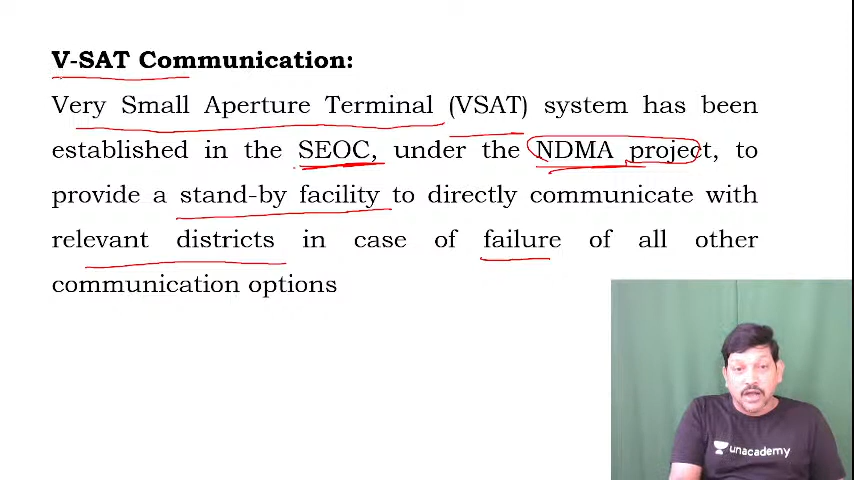 V-SAT Communication:
Very Small Aperture Terminal (VSAT) system has been
established in the SEOC, under the NDMA project, to
provide a stand-by facility to directly communicate with
relevant districts in case of failure of all other
communication options
unacademy